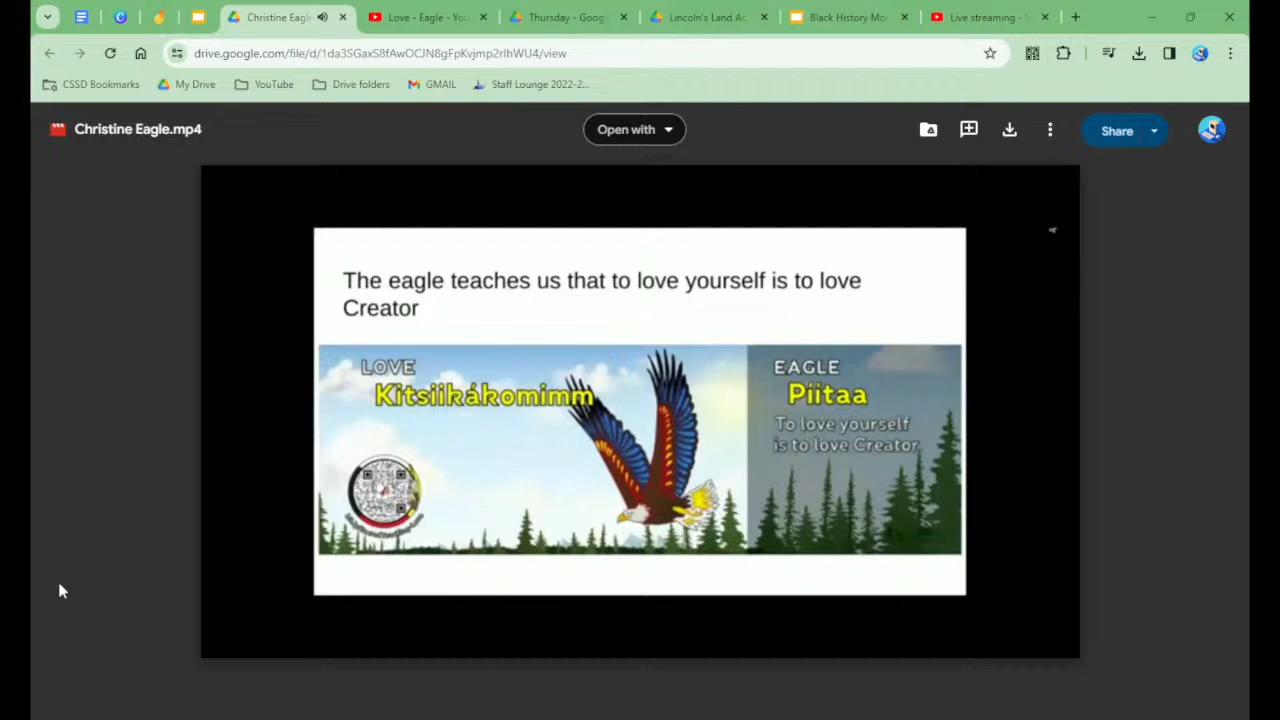 Christine Eagl
Love - Eagle - You
Thursday - Googl
Lincoln's Land Ac
Black History Mo
Live streaming -
drive.google.com/file/d/1da3SGaxS8fAwOCJN8gFpKvjmp2rIhWU4/view
CSSD Bookmarks
My Drive
YouTube
Drive folders
GMAIL
Staff Lounge 2022-2...
Christine Eagle.mp4
Open with
Share
The eagle teaches us that to love yourself is to love
Creator
LOVE
Kitsiikákomimm
EAGLE
Píítaa
To love yourself
is to love Creator